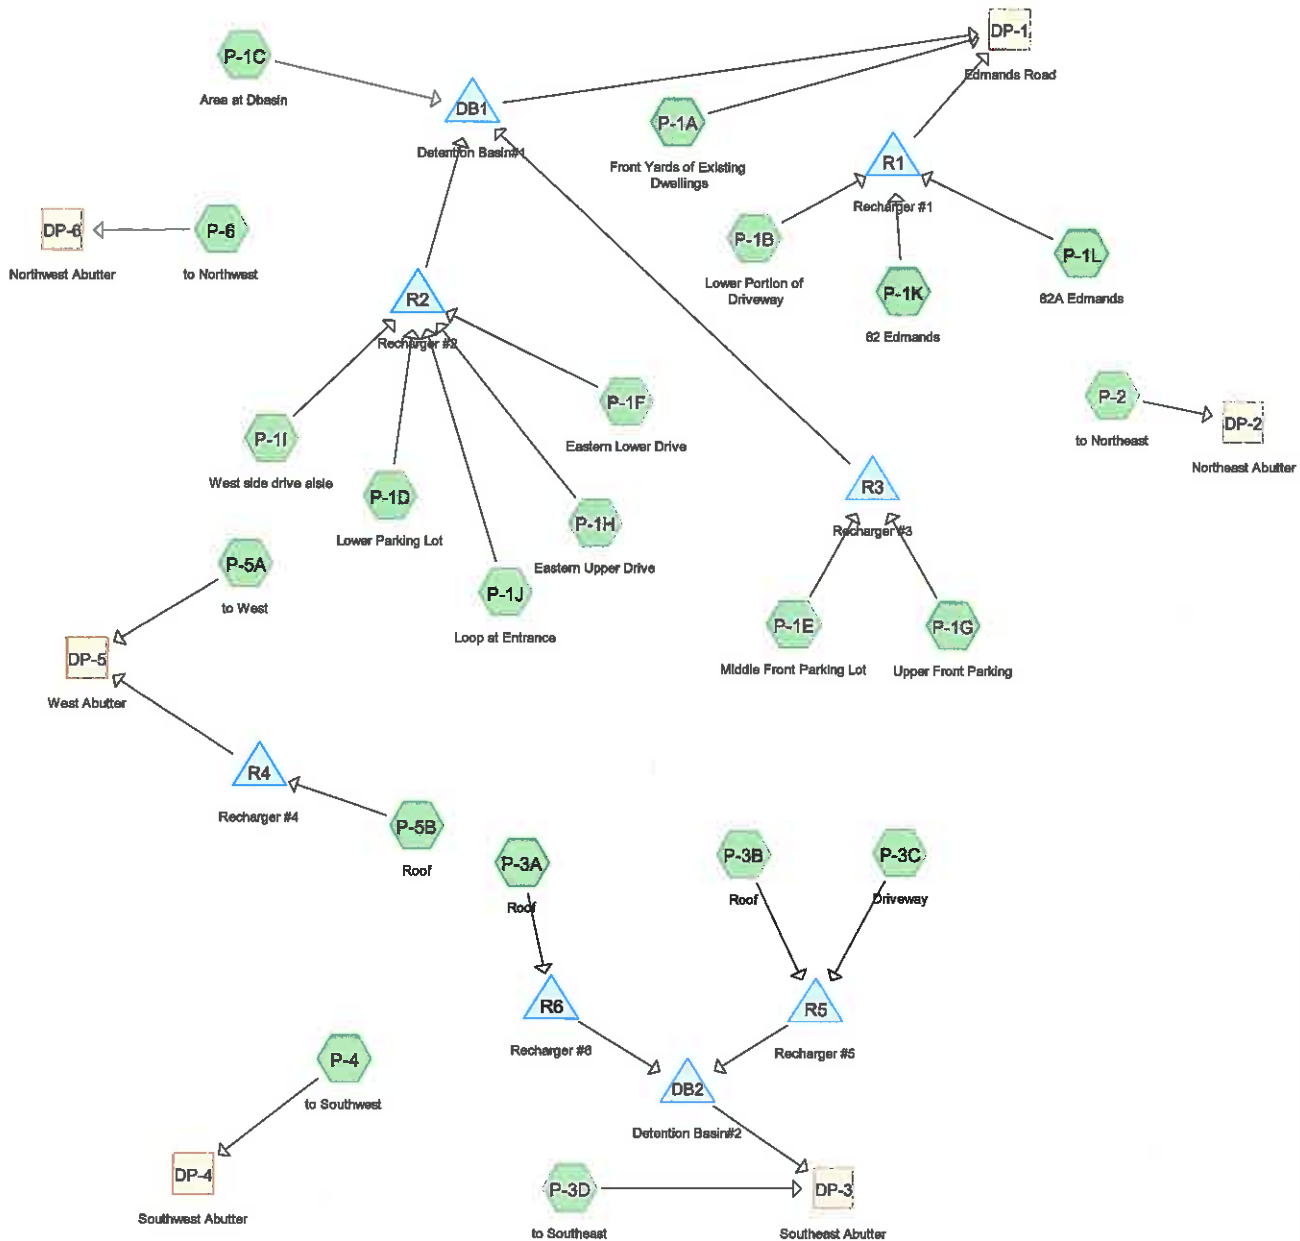 P-1C
Area at Dbasin
DB1
Detention Basin#1
DP-1
Edmands Road
P-1A
Front Yards of Existing
Dwellings
R1
Recharger #1
P-1B
Lower Portion of
Driveway
P-1K
62 Edmands
P-1L
62A Edmands
DP-6
Northwest Abutter
P-6
to Northwest
R2
Recharger #2
P-1F
Eastern Lower Drive
P-1I
West side drive aisle
P-1D
Lower Parking Lot
P-1H
Eastern Upper Drive
P-1J
Loop at Entrance
P-2
to Northeast
DP-2
Northeast Abutter
R3
Recharger #3
P-1E
Middle Front Parking Lot
P-1G
Upper Front Parking
P-5A
to West
DP-5
West Abutter
R4
Recharger #4
P-5B
Roof
P-3A
Roof
P-3B
Roof
P-3C
Driveway
R6
Recharger #6
R5
Recharger #5
DB2
Detention Basin#2
P-4
to Southwest
DP-4
Southwest Abutter
P-3D
to Southeast
DP-3
Southeast Abutter